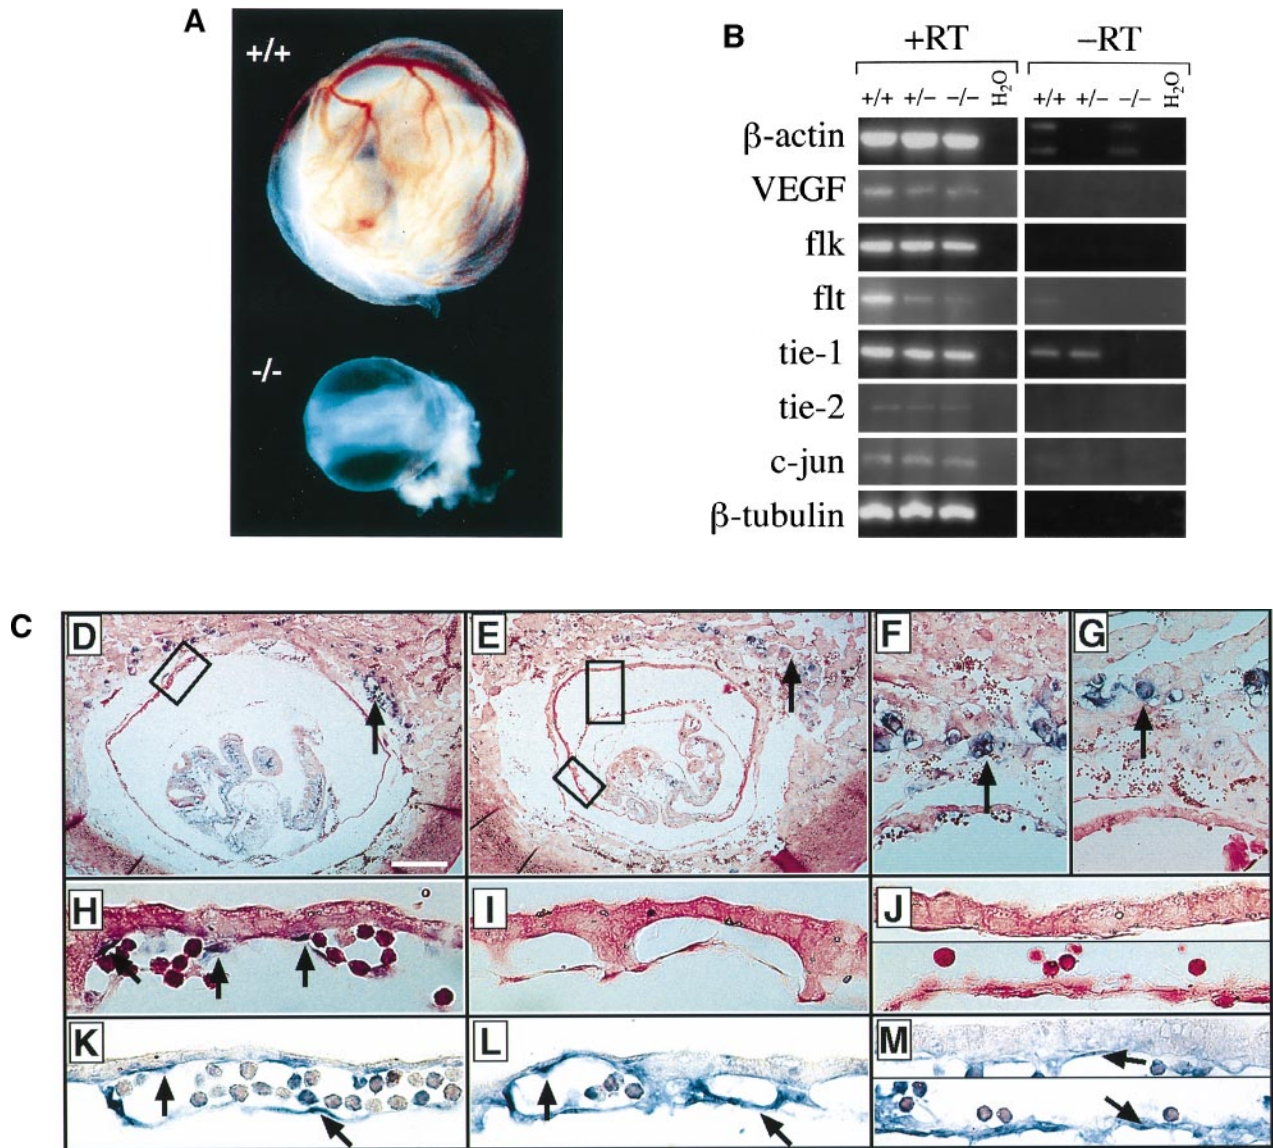 A
+/+
-/-
B
+RT
−RT
+/+ +/− −/− H₂O
+/+ +/− −/− H₂O
β-actin
VEGF
flk
flt
tie-1
tie-2
c-jun
β-tubulin
C
D
E
F
G
H
I
J
K
L
M